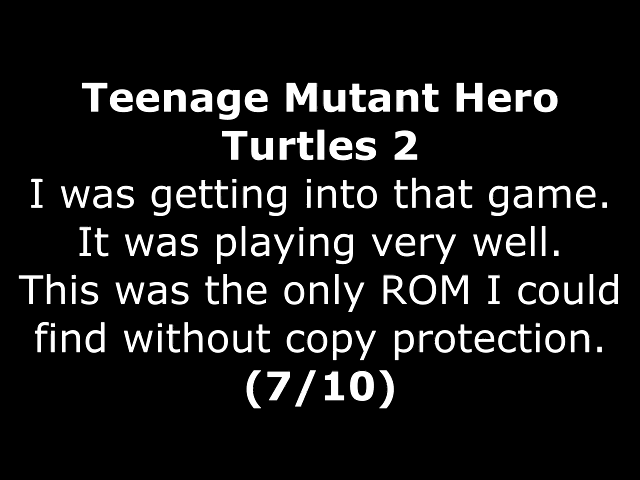 Teenage Mutant Hero
Turtles 2
I was getting into that game.
It was playing very well.
This was the only ROM I could
find without copy protection.
(7/10)